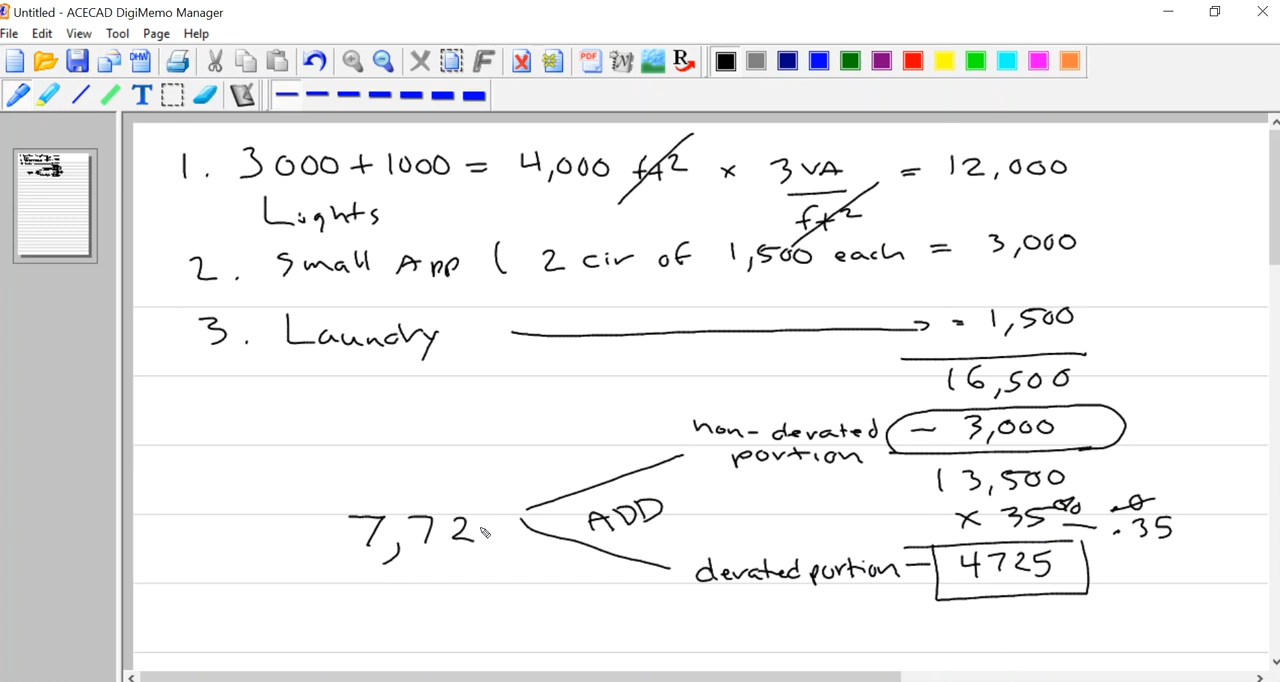 Untitled - ACECAD DigiMemo Manager
File Edit View Tool Page Help
1. 3000 + 1000 = 4,000 ft2 x 3 VA = 12,000
ft2
Lights
2. Small App ( 2 cir of 1,500 each = 3,000
3. Laundry = 1,500
16,500
non-derated - 3,000
portion
13,500
x 35% .35
ADD
7,72
derated portion 4725